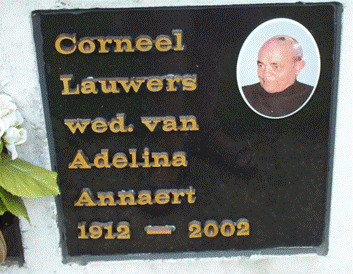 Corneel
Lauwers
wed. van
Adelina
Annaert
1912 — 2002